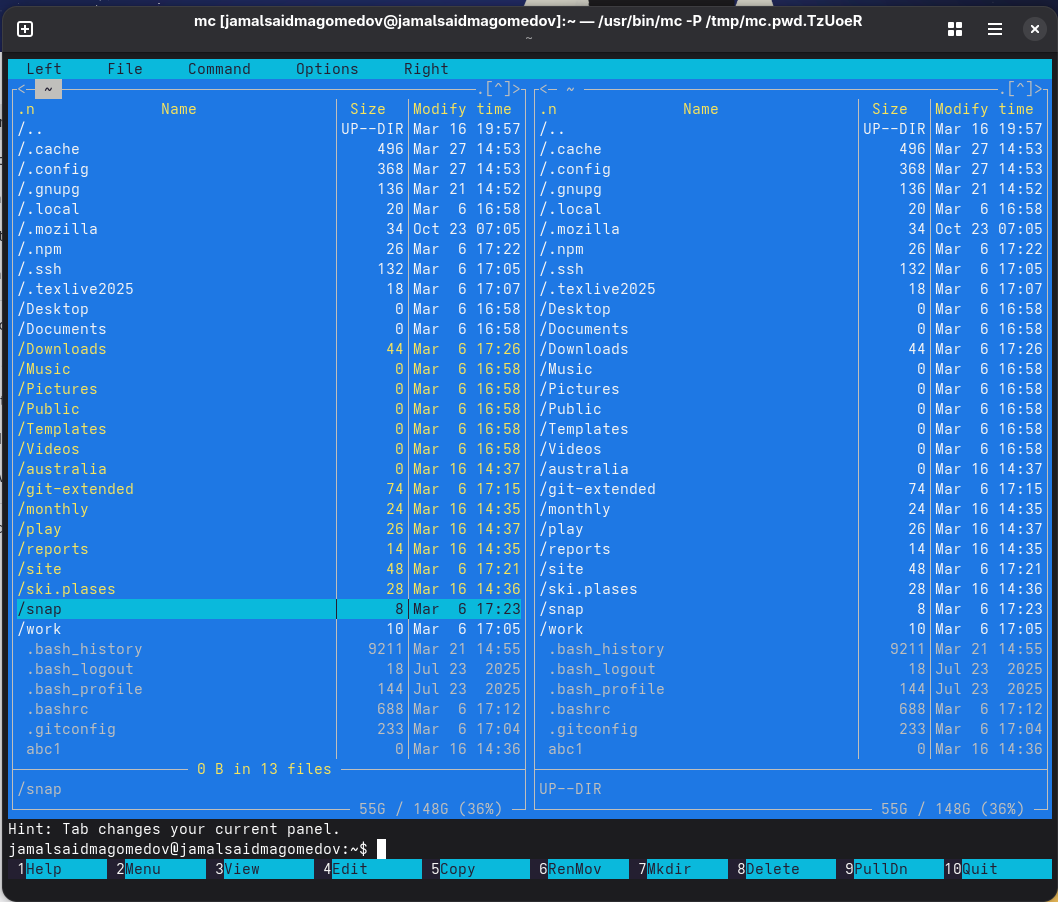 mc [jamalsaidmagomedov@jamalsaidmagomedov]:~ — /usr/bin/mc -P /tmp/mc.pwd.TzUoeR
~
Left File Command Options Right
<─ ~ .[^]>
.n Name Size Modify time
/.. UP--DIR Mar 16 19:57
/.cache 496 Mar 27 14:53
/.config 368 Mar 27 14:53
/.gnupg 136 Mar 21 14:52
/.local 20 Mar 6 16:58
/.mozilla 34 Oct 23 07:05
/.npm 26 Mar 6 17:22
/.ssh 132 Mar 6 17:05
/.texlive2025 18 Mar 6 17:07
/Desktop 0 Mar 6 16:58
/Documents 0 Mar 6 16:58
/Downloads 44 Mar 6 17:26
/Music 0 Mar 6 16:58
/Pictures 0 Mar 6 16:58
/Public 0 Mar 6 16:58
/Templates 0 Mar 6 16:58
/Videos 0 Mar 6 16:58
/australia 0 Mar 16 14:37
/git-extended 74 Mar 6 17:15
/monthly 24 Mar 16 14:35
/play 26 Mar 16 14:37
/reports 14 Mar 16 14:35
/site 48 Mar 6 17:21
/ski.plases 28 Mar 16 14:36
/snap 8 Mar 6 17:23
/work 10 Mar 6 17:05
.bash_history 9211 Mar 21 14:55
.bash_logout 18 Jul 23 2025
.bash_profile 144 Jul 23 2025
.bashrc 688 Mar 6 17:12
.gitconfig 233 Mar 6 17:04
abc1 0 Mar 16 14:36
0 B in 13 files
/snap
55G / 148G (36%)
<─ ~ .[^]>
.n Name Size Modify time
/.. UP--DIR Mar 16 19:57
/.cache 496 Mar 27 14:53
/.config 368 Mar 27 14:53
/.gnupg 136 Mar 21 14:52
/.local 20 Mar 6 16:58
/.mozilla 34 Oct 23 07:05
/.npm 26 Mar 6 17:22
/.ssh 132 Mar 6 17:05
/.texlive2025 18 Mar 6 17:07
/Desktop 0 Mar 6 16:58
/Documents 0 Mar 6 16:58
/Downloads 44 Mar 6 17:26
/Music 0 Mar 6 16:58
/Pictures 0 Mar 6 16:58
/Public 0 Mar 6 16:58
/Templates 0 Mar 6 16:58
/Videos 0 Mar 6 16:58
/australia 0 Mar 16 14:37
/git-extended 74 Mar 6 17:15
/monthly 24 Mar 16 14:35
/play 26 Mar 16 14:37
/reports 14 Mar 16 14:35
/site 48 Mar 6 17:21
/ski.plases 28 Mar 16 14:36
/snap 8 Mar 6 17:23
/work 10 Mar 6 17:05
.bash_history 9211 Mar 21 14:55
.bash_logout 18 Jul 23 2025
.bash_profile 144 Jul 23 2025
.bashrc 688 Mar 6 17:12
.gitconfig 233 Mar 6 17:04
abc1 0 Mar 16 14:36
UP--DIR
55G / 148G (36%)
Hint: Tab changes your current panel.
jamalsaidmagomedov@jamalsaidmagomedov:~$
1Help 2Menu 3View 4Edit 5Copy 6RenMov 7Mkdir 8Delete 9PullDn 10Quit